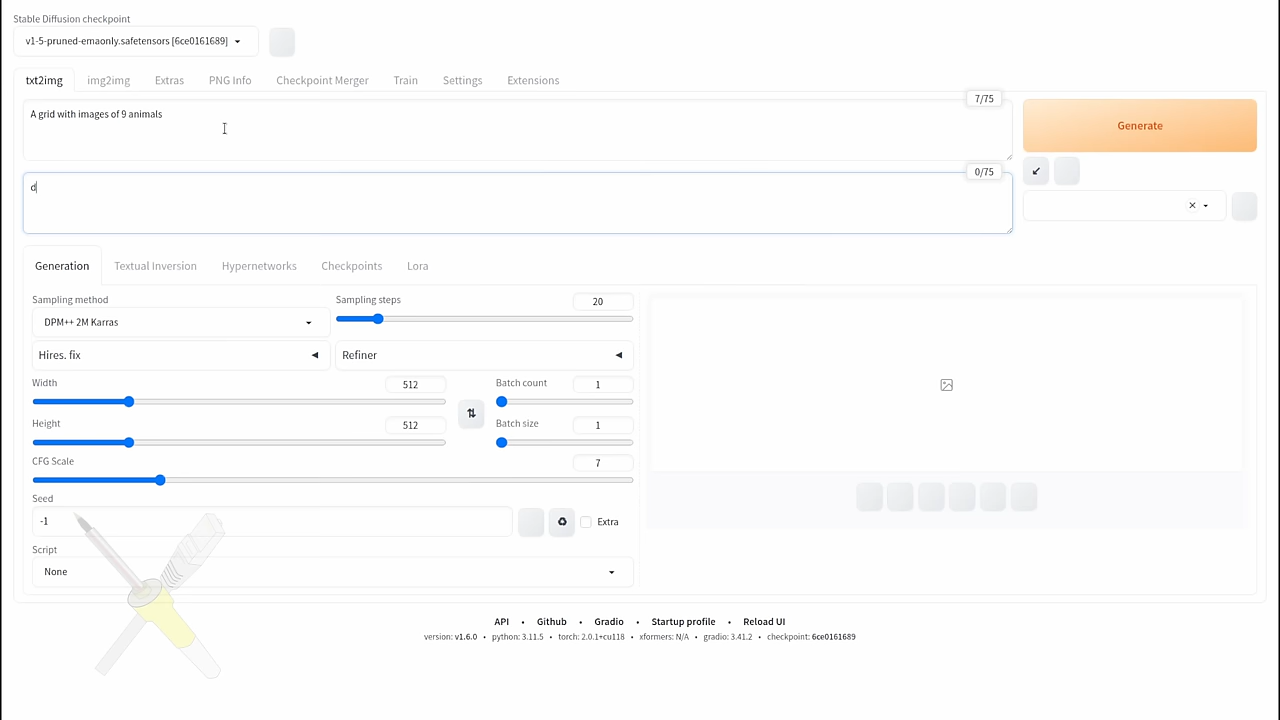 Stable Diffusion checkpoint
v1-5-pruned-emaonly.safetensors [6ce0161689]
txt2img img2img Extras PNG Info Checkpoint Merger Train Settings Extensions
7/75
A grid with images of 9 animals
Generate
0/75
d
Generation Textual Inversion Hypernetworks Checkpoints Lora
Sampling method
Sampling steps
20
DPM++ 2M Karras
Hires. fix
Refiner
Width
512
Batch count
1
Height
512
Batch size
1
CFG Scale
7
Seed
-1
Extra
Script
None
API • Github • Gradio • Startup profile • Reload UI
version: v1.6.0 • python: 3.11.5 • torch: 2.0.1+cu118 • xformers: N/A • gradio: 3.41.2 • checkpoint: 6ce0161689